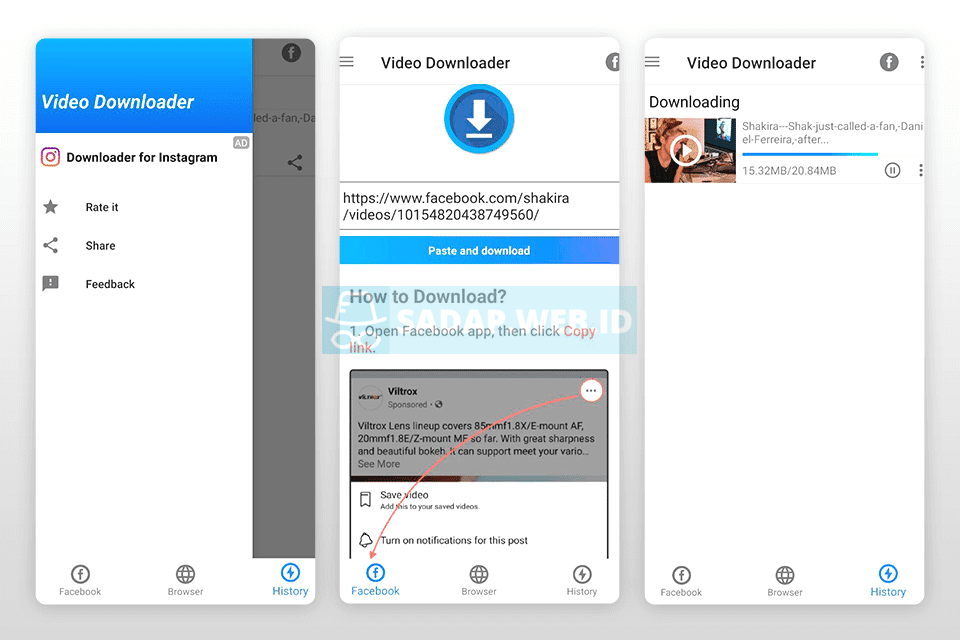 Video Downloader
AD
Downloader for Instagram
Rate it
Share
Feedback
Facebook
Browser
History
Video Downloader
https://www.facebook.com/shakira
/videos/10154820438749560/
Paste and download
How to Download?
SADAP.WEB.ID
1. Open Facebook app, then click Copy
link.
VILTROX
Viltrox
Sponsored •
Viltrox Lens lineup covers 85mmf1.8X/E-mount AF,
20mmf1.8E/Z-mount MF so far. With great sharpness
and beautiful bokeh. It can support meet your vario...
See More
Save video
Add this to your saved videos.
Turn on notifications for this post
Facebook
Browser
History
Video Downloader
Downloading
Shakira---Shak-just-called-a-fan,-Dani
el-Ferreira,-after...
15.32MB/20.84MB
Facebook
Browser
History